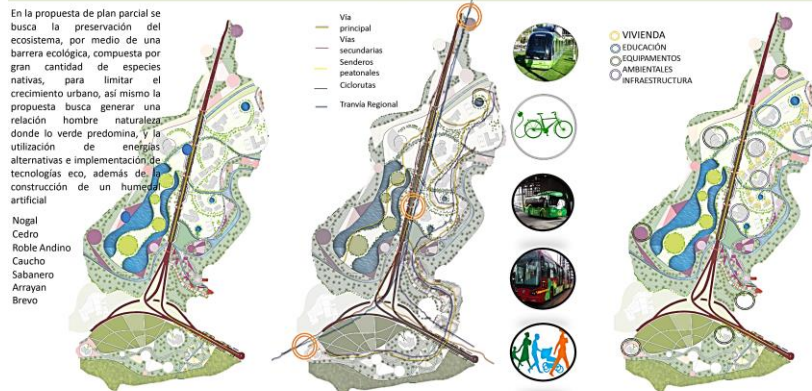 En la propuesta de plan parcial se
busca la preservación del
ecosistema, por medio de una
barrera ecológica, compuesta por
gran cantidad de especies
nativas, para limitar el
crecimiento urbano, así mismo la
propuesta busca generar una
relación hombre naturaleza
donde lo verde predomina, y la
utilización de energías
alternativas e implementación de
tecnologías eco, además de la
construcción de un humedal
artificial
Nogal
Cedro
Roble Andino
Caucho
Sabanero
Arrayan
Brevo
Vía
principal
Vías
secundarias
Senderos
peatonales
Ciclorutas
Tranvía Regional
VIVIENDA
EDUCACIÓN
EQUIPAMENTOS
AMBIENTALES
INFRAESTRUCTURA